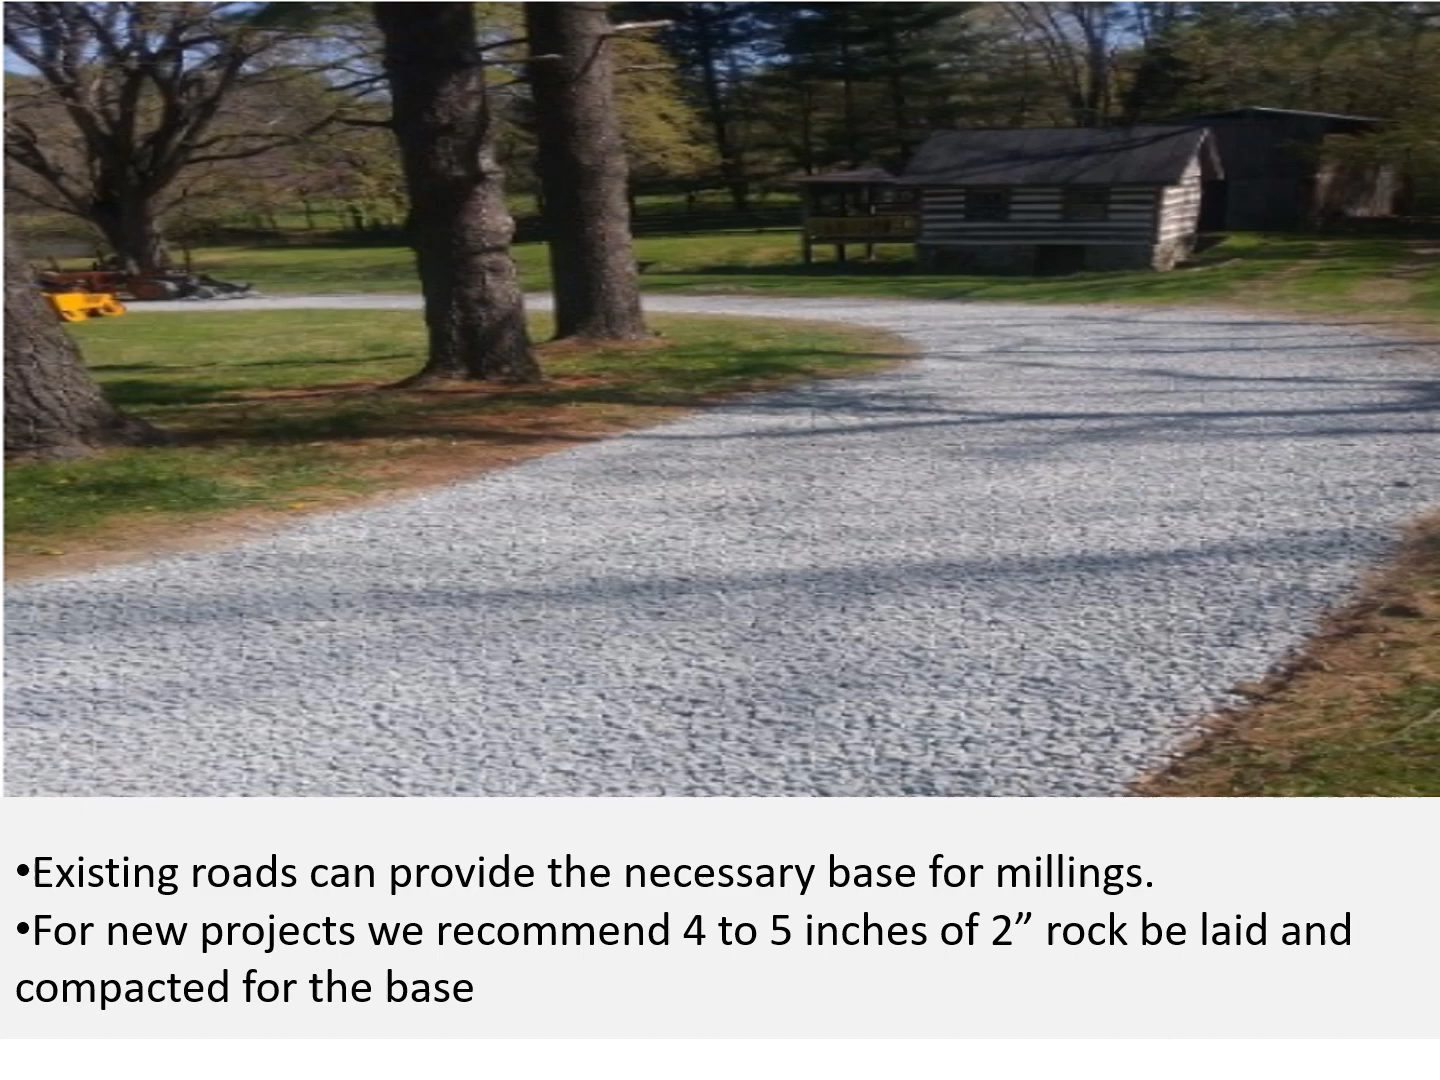 •Existing roads can provide the necessary base for millings.
•For new projects we recommend 4 to 5 inches of 2” rock be laid and
compacted for the base